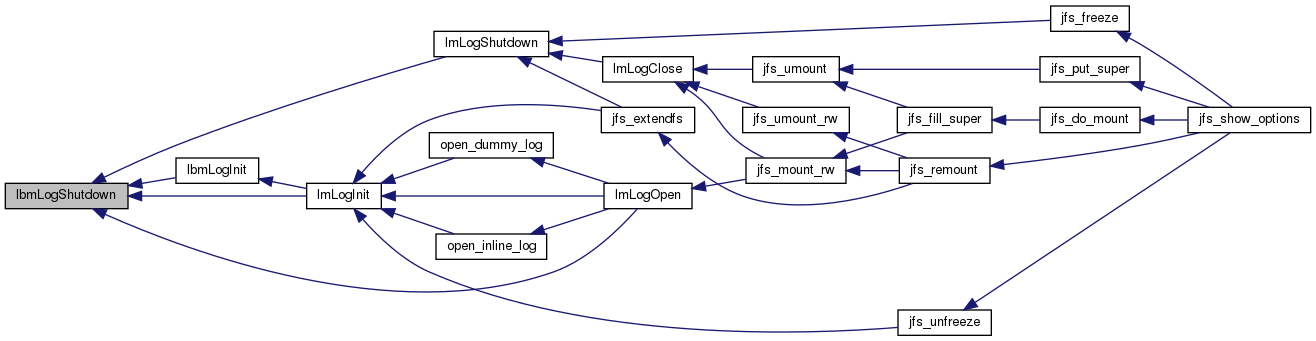 lbmLogShutdown
lmLogShutdown
lbmLogInit
lmLogInit
open_dummy_log
open_inline_log
lmLogClose
jfs_extendfs
lmLogOpen
jfs_umount
jfs_umount_rw
jfs_mount_rw
jfs_fill_super
jfs_remount
jfs_unfreeze
jfs_freeze
jfs_put_super
jfs_do_mount
jfs_show_options